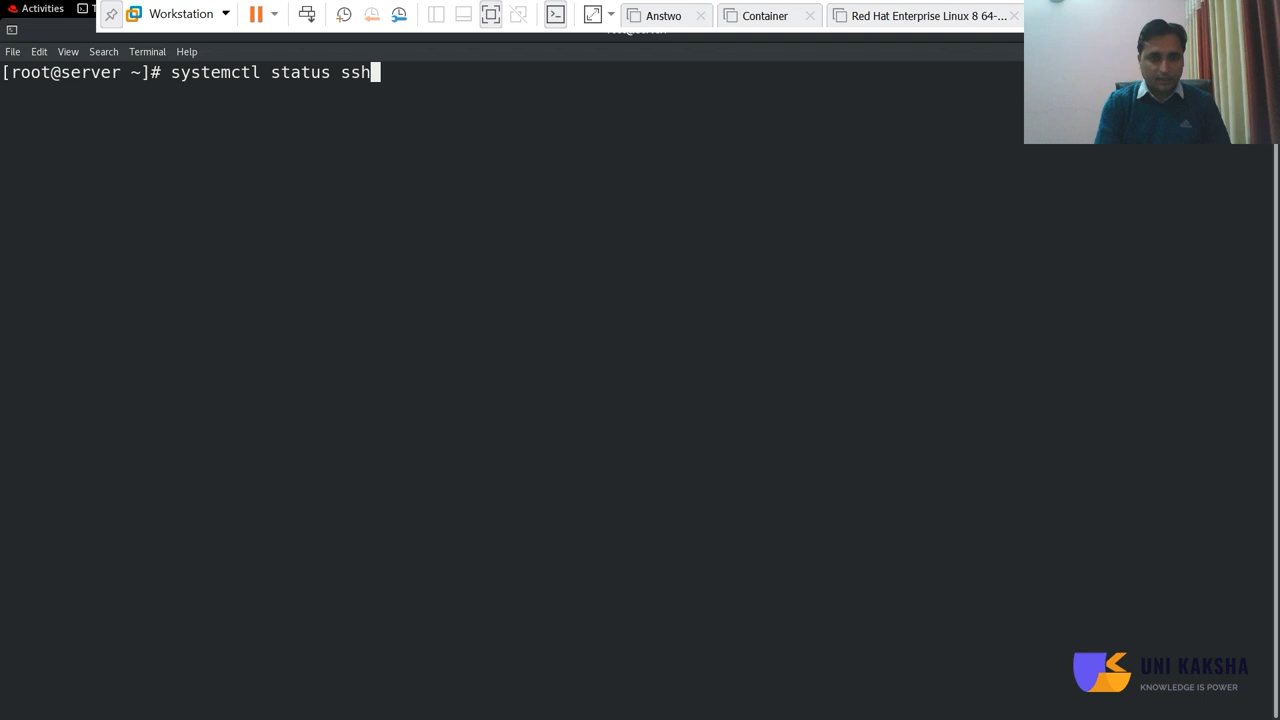 Activities
Workstation
Anstwo
Container
Red Hat Enterprise Linux 8 64-...
File Edit View Search Terminal Help
[root@server ~]# systemctl status ssh
UNI KAKSHA
KNOWLEDGE IS POWER